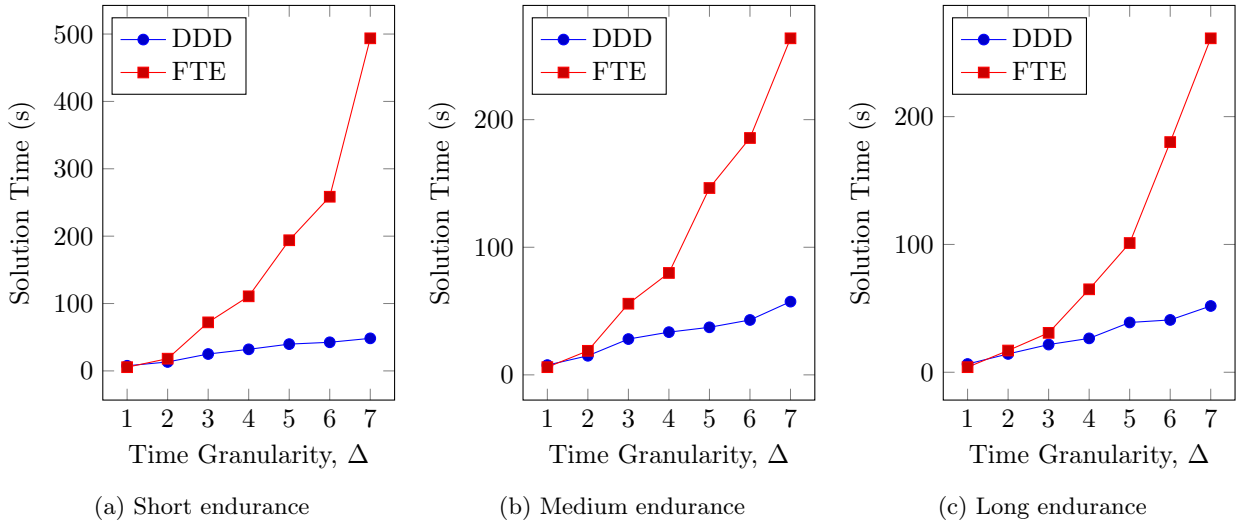 500
400
300
200
100
0
Solution Time (s)
DDD
FTE
1 2 3 4 5 6 7
Time Granularity, Δ
(a) Short endurance
200
100
0
Solution Time (s)
DDD
FTE
1 2 3 4 5 6 7
Time Granularity, Δ
(b) Medium endurance
200
100
0
Solution Time (s)
DDD
FTE
1 2 3 4 5 6 7
Time Granularity, Δ
(c) Long endurance